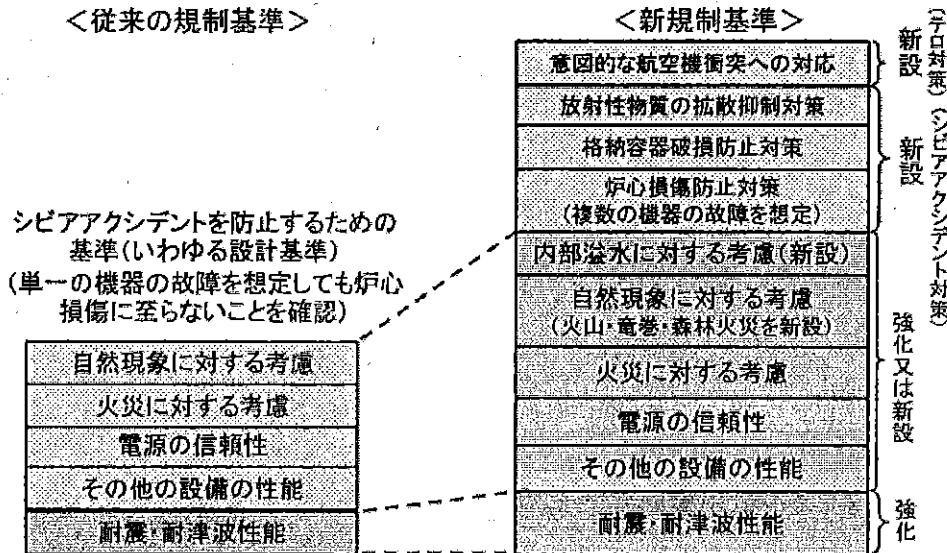 <従来の規制基準>
シビアアクシデントを防止するための
基準(いわゆる設計基準)
(単一の機器の故障を想定しても炉心
損傷に至らないことを確認)
自然現象に対する考慮
火災に対する考慮
電源の信頼性
その他の設備の性能
耐震・耐津波性能
<新規制基準>
意図的な航空機衝突への対応
放射性物質の拡散抑制対策
格納容器破損防止対策
炉心損傷防止対策
(複数の機器の故障を想定)
内部溢水に対する考慮(新設)
自然現象に対する考慮
(火山・竜巻・森林火災を新設)
火災に対する考慮
電源の信頼性
その他の設備の性能
耐震・耐津波性能
新設
(テロ対策)
新設
(シビアアクシデント対策)
強化又は新設
強化